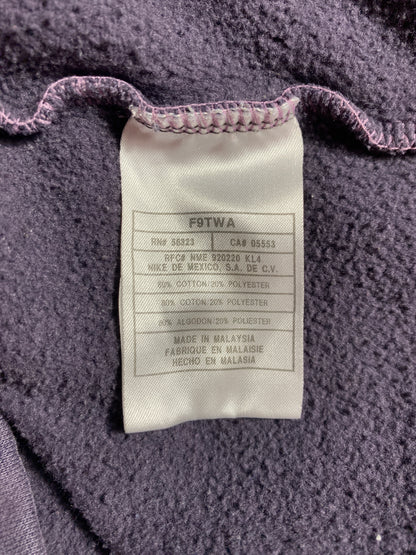 F9TWA
RN# 56323 CA# 05553
RFC# NME 920220 KL4
NIKE DE MEXICO, S.A. DE C.V.
80% COTTON/20% POLYESTER
80% COTON/20% POLYESTER
80% ALGODON/20% POLIESTER
MADE IN MALAYSIA
FABRIQUE EN MALAISIE
HECHO EN MALASIA